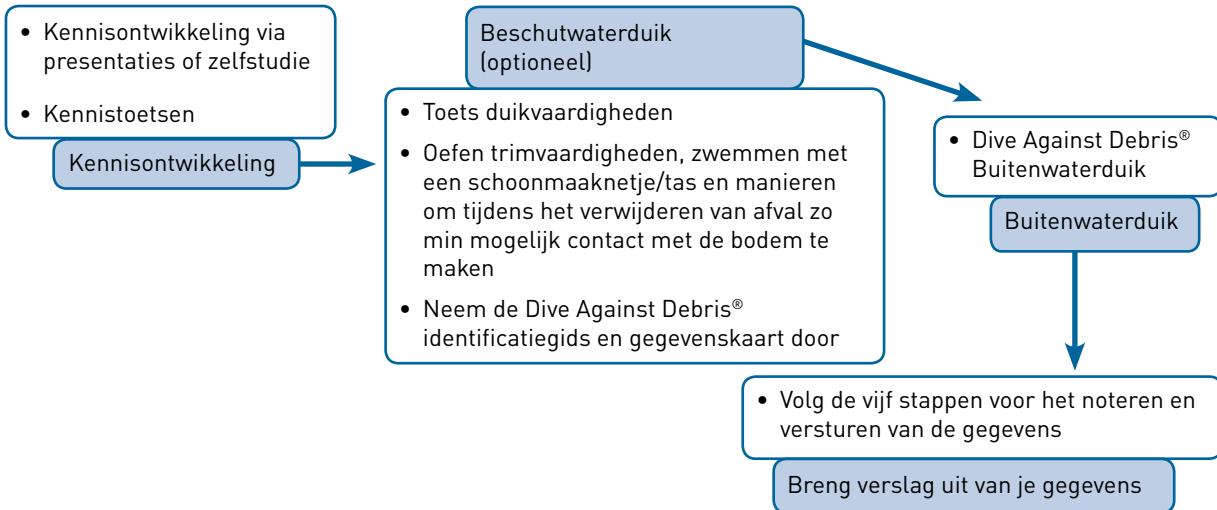 • Kennisontwikkeling via
presentaties of zelfstudie
• Kennistoetsen
Kennisontwikkeling
Beschutwaterduik
(optioneel)
• Toets duikvaardigheden
• Oefen trimvaardigheden, zwemmen met
een schoonmaaknetje/tas en manieren
om tijdens het verwijderen van afval zo
min mogelijk contact met de bodem te
maken
• Neem de Dive Against Debris®
identificatiegids en gegevenskaart door
• Dive Against Debris®
Buitenwaterduik
Buitenwaterduik
• Volg de vijf stappen voor het noteren en
versturen van de gegevens
Breng verslag uit van je gegevens